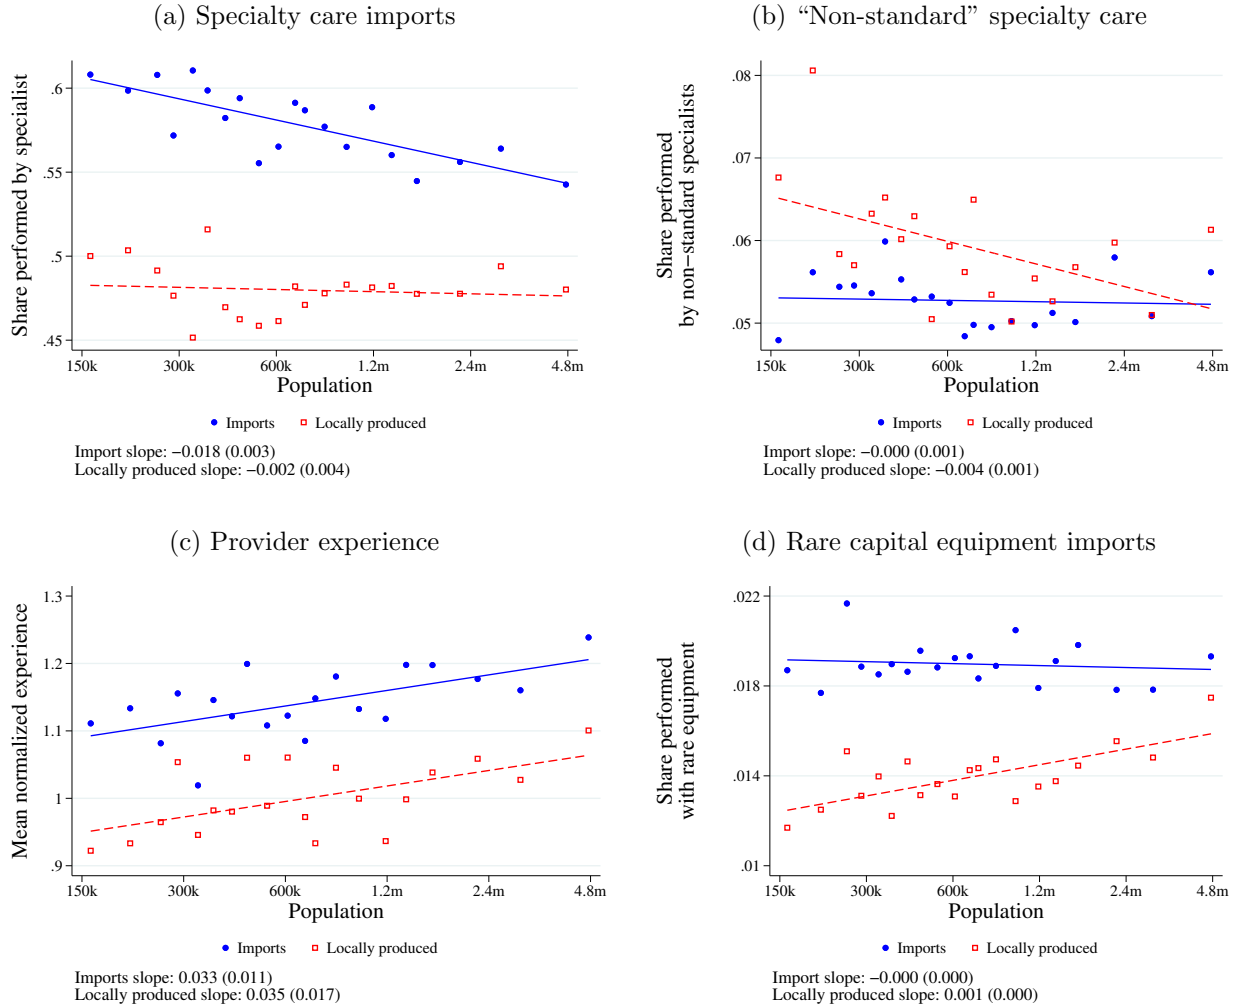 (a) Specialty care imports
Share performed by specialist
.6
.55
.5
.45
150k 300k 600k 1.2m 2.4m 4.8m
Population
Imports Locally produced
Import slope: −0.018 (0.003)
Locally produced slope: −0.002 (0.004)
(b) “Non-standard” specialty care
Share performed
by non−standard specialists
.08
.07
.06
.05
150k 300k 600k 1.2m 2.4m 4.8m
Population
Imports Locally produced
Import slope: −0.000 (0.001)
Locally produced slope: −0.004 (0.001)
(c) Provider experience
Mean normalized experience
1.3
1.2
1.1
1
.9
150k 300k 600k 1.2m 2.4m 4.8m
Population
Imports Locally produced
Imports slope: 0.033 (0.011)
Locally produced slope: 0.035 (0.017)
(d) Rare capital equipment imports
Share performed
with rare equipment
.022
.018
.014
.01
150k 300k 600k 1.2m 2.4m 4.8m
Population
Imports Locally produced
Import slope: −0.000 (0.000)
Locally produced slope: 0.001 (0.000)